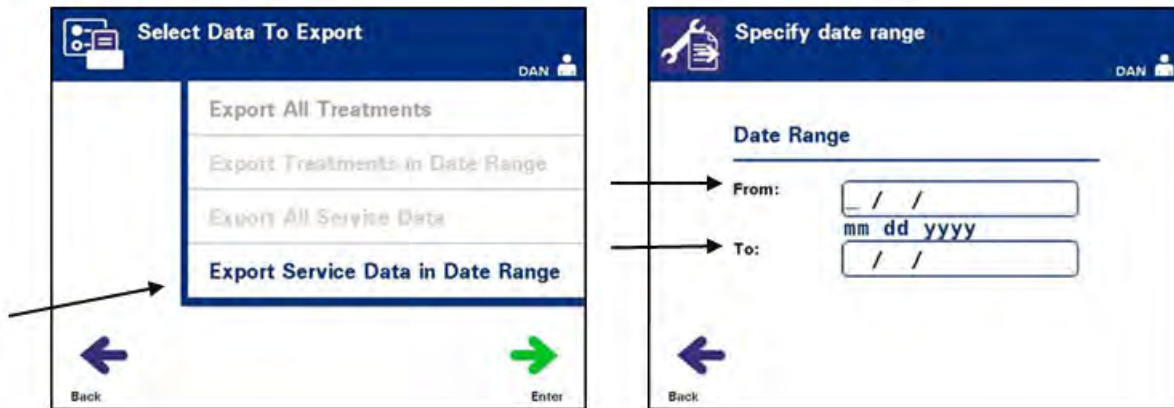 Select Data To Export
DAN
Export All Treatments
Export Treatments in Date Range
Export All Service Data
Export Service Data in Date Range
Back
Enter
Specify date range
DAN
Date Range
From:
_ / /
mm dd yyyy
To:
/ /
Back